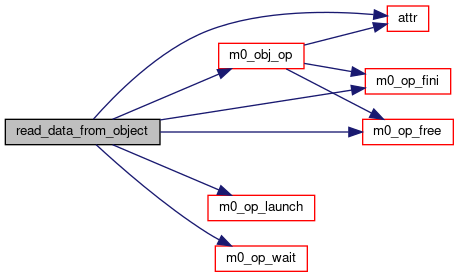 attr
m0_obj_op
m0_op_fini
read_data_from_object
m0_op_free
m0_op_launch
m0_op_wait